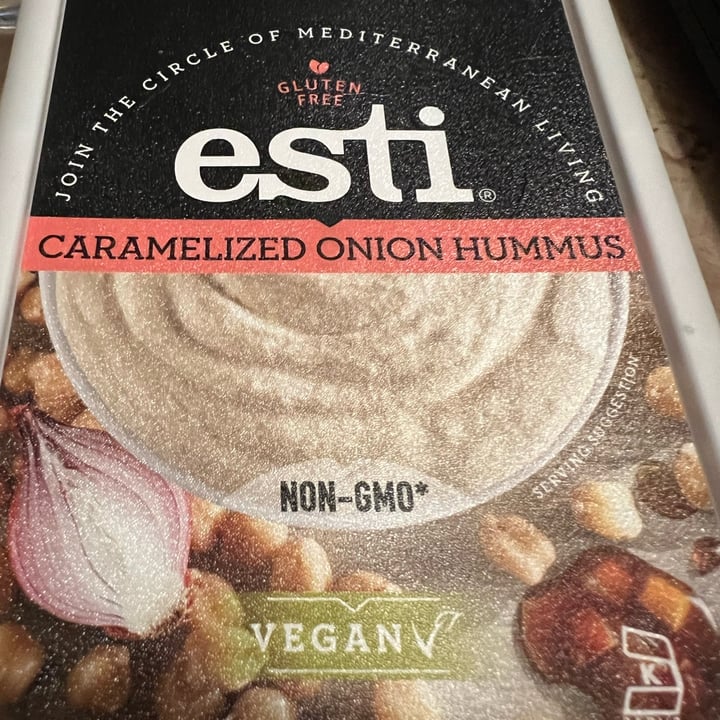 JOIN THE CIRCLE OF MEDITERRANEAN LIVING
GLUTEN
FREE
esti®
CARAMELIZED ONION HUMMUS
SERVING SUGGESTION
NON-GMO*
VEGAN
K